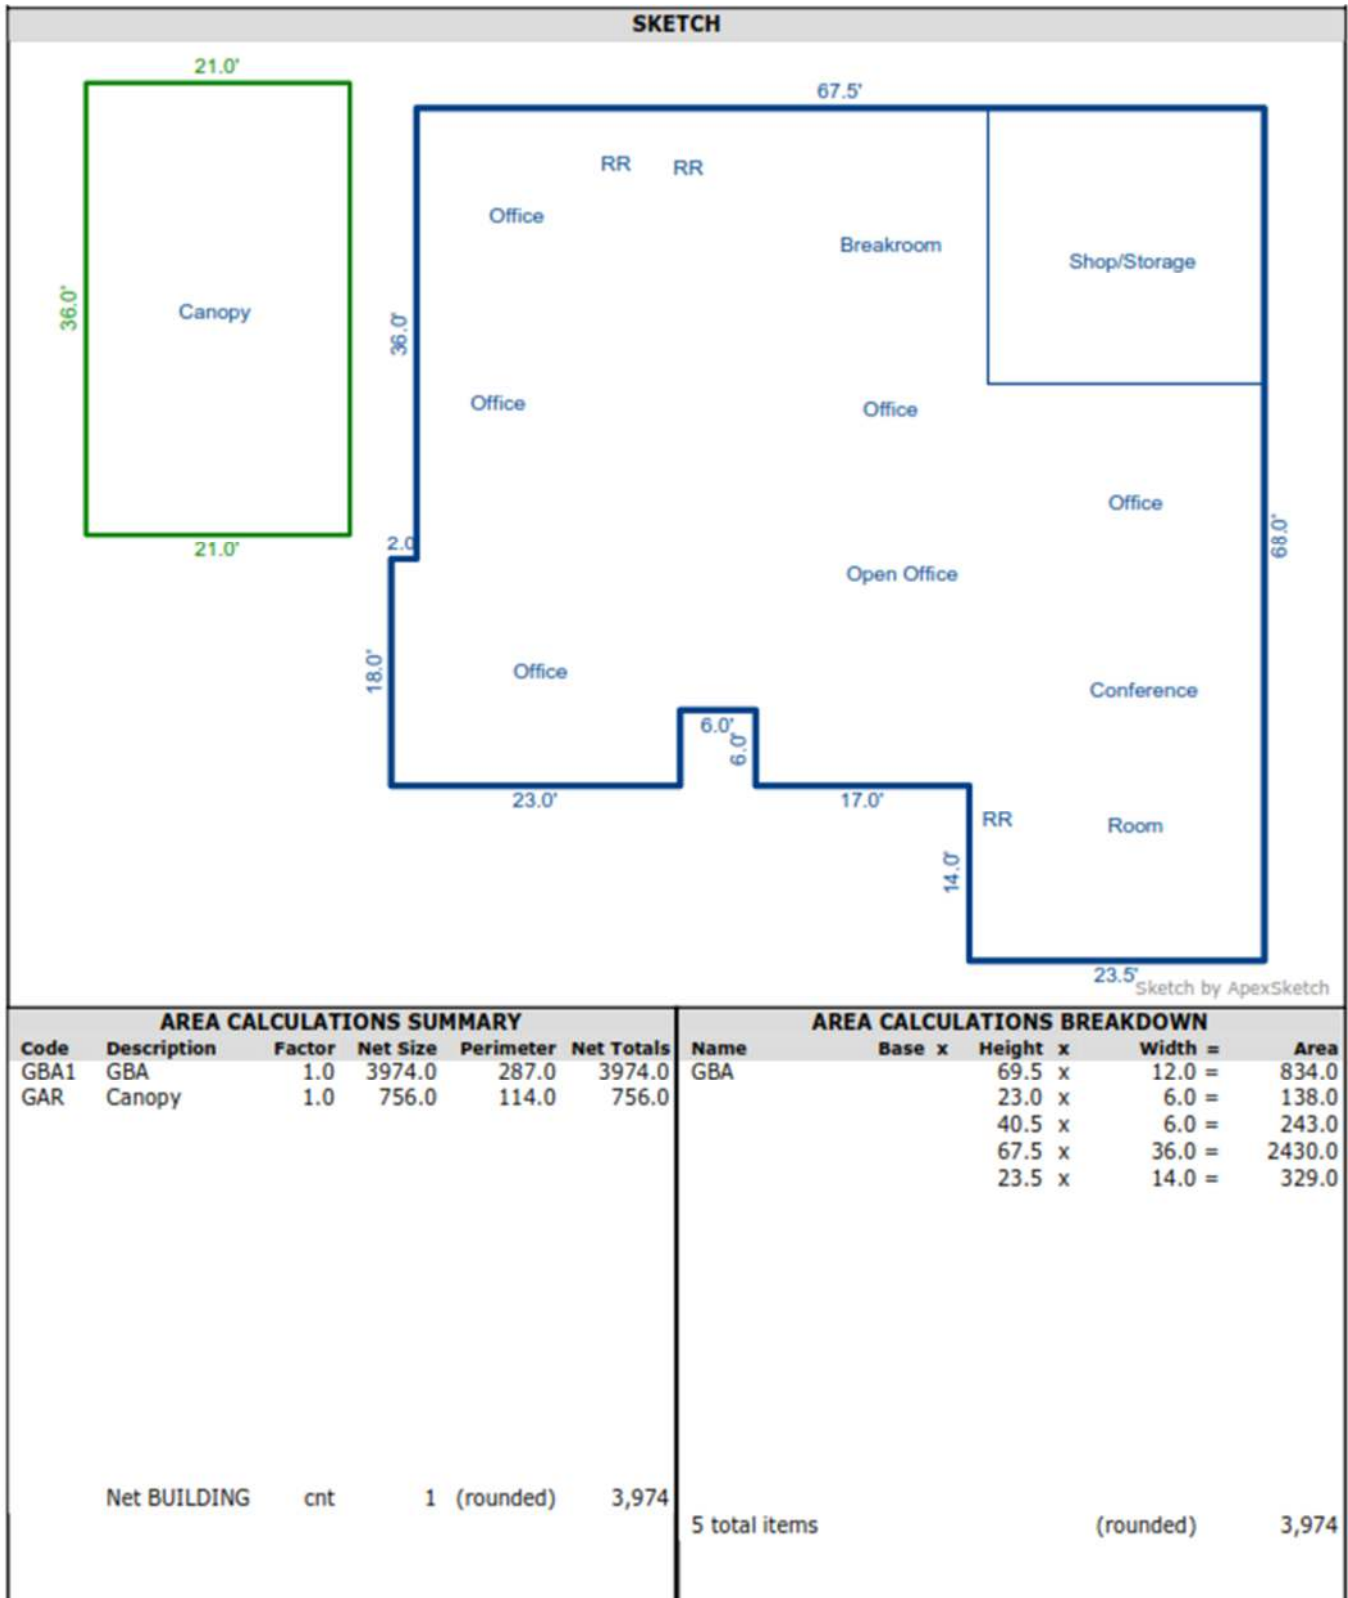 SKETCH
21.0'
67.5'
RR RR
Office
Breakroom
Shop/Storage
36.0'
Canopy
36.0'
Office
Office
Office
2.0
21.0'
68.0'
Open Office
18.0'
Office
Conference
6.0'
6.0'
23.0'
17.0'
RR
Room
14.0'
23.5'
Sketch by ApexSketch
AREA CALCULATIONS SUMMARY
Code Description Factor Net Size Perimeter Net Totals
GBA1 GBA 1.0 3974.0 287.0 3974.0
GAR Canopy 1.0 756.0 114.0 756.0
Net BUILDING cnt 1 (rounded) 3,974
AREA CALCULATIONS BREAKDOWN
Name Base x Height x Width = Area
GBA 69.5 x 12.0 = 834.0
23.0 x 6.0 = 138.0
40.5 x 6.0 = 243.0
67.5 x 36.0 = 2430.0
23.5 x 14.0 = 329.0
5 total items (rounded) 3,974